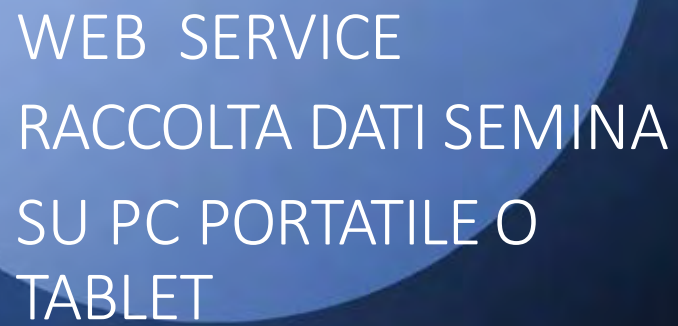 WEB SERVICE
RACCOLTA DATI SEMINA
SU PC PORTATILE O
TABLET